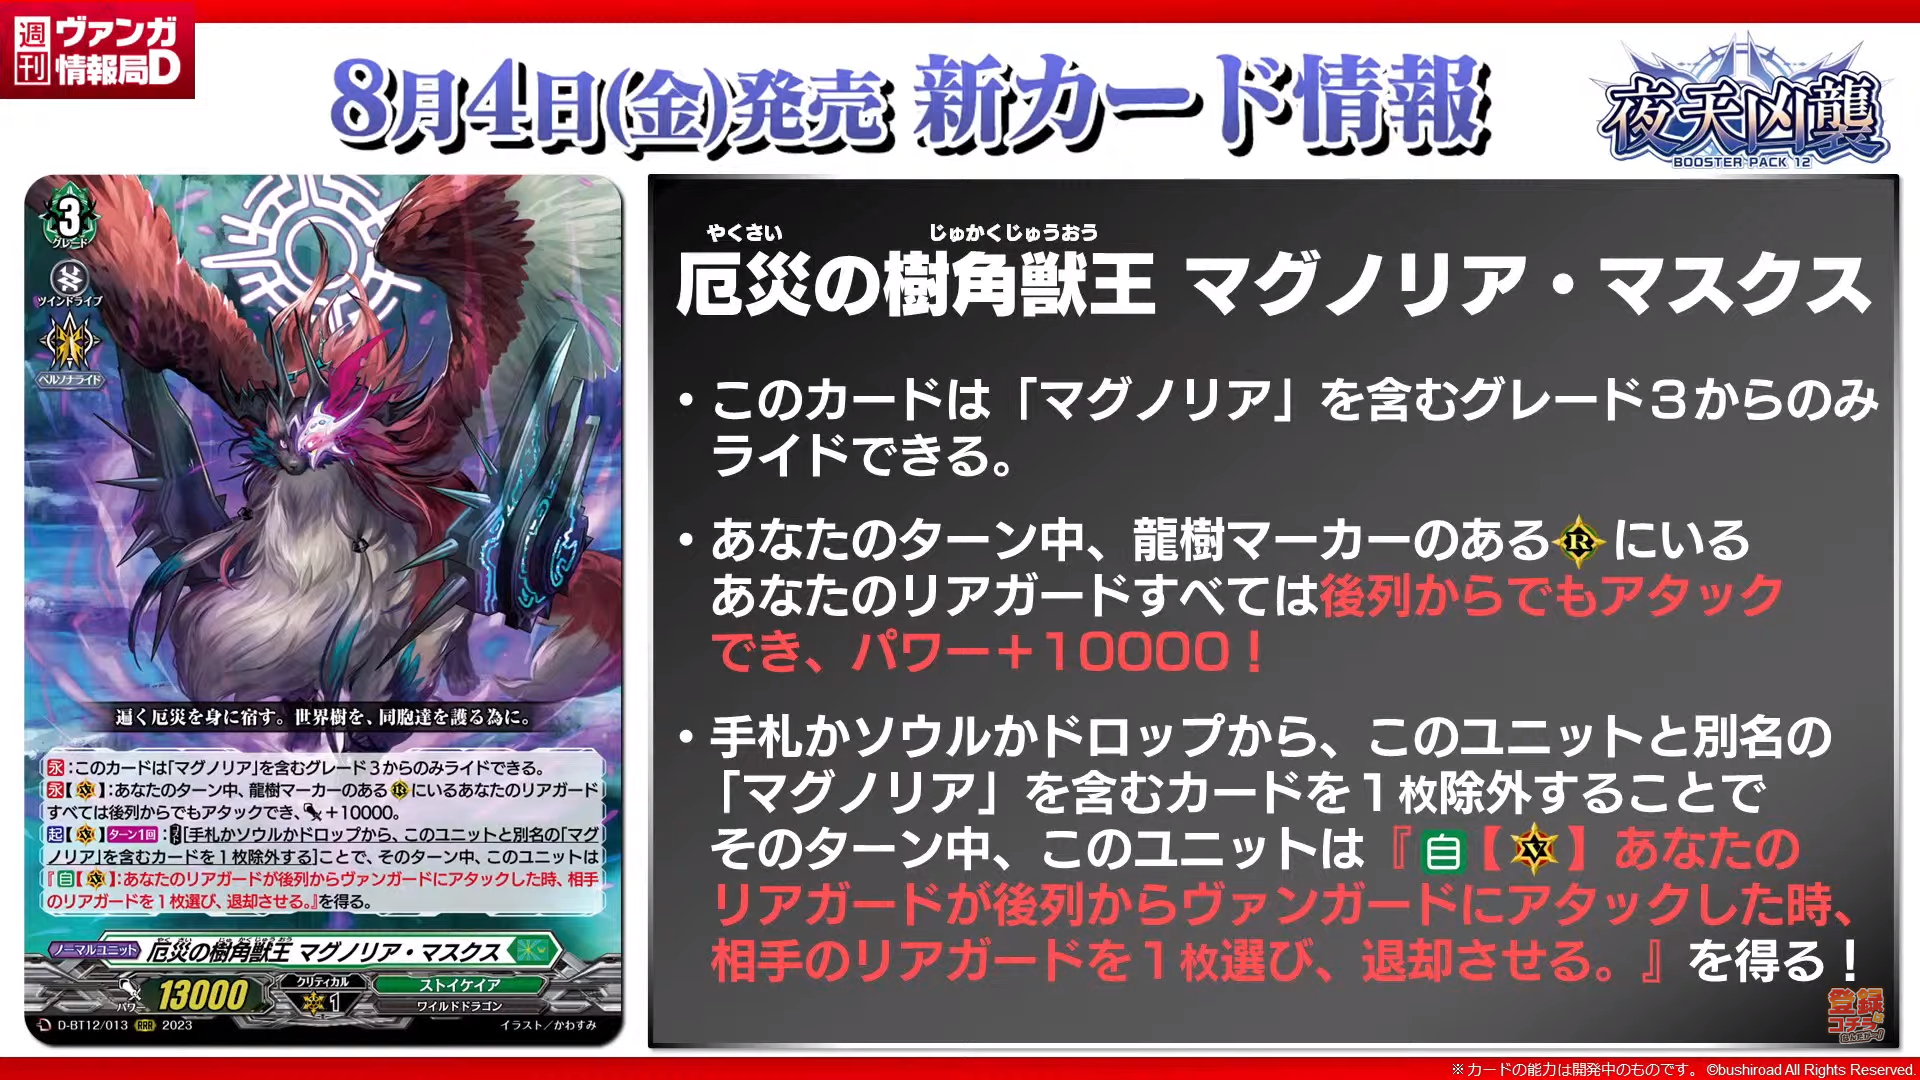 週刊
ヴァンガ
情報局D
8月4日(金)発売 新カード情報
夜天凶襲
BOOSTER PACK 12
3
グレード
ツインドライブ
ペルソナライド
遍く厄災を身に宿す。世界樹を、同胞達を護る為に。
永:このカードは「マグノリア」を含むグレード3からのみライドできる。
永【V】:あなたのターン中、龍樹マーカーのあるRにいるあなたのリアガード
すべては後列からでもアタックでき、+10000。
起【V】ターン1回:コスト[手札かソウルかドロップから、このユニットと別名の「マグ
ノリア」を含むカードを1枚除外する]ことで、そのターン中、このユニットは
『自【V】:あなたのリアガードが後列からヴァンガードにアタックした時、相手
のリアガードを1枚選び、退却させる。』を得る。
ノーマルユニット
やくさい じゅかくじゅうおう
厄災の樹角獣王 マグノリア・マスクス
パワー 13000
クリティカル
1
ストイケイア
ワイルドドラゴン
D-BT12/013 RRR 2023
イラスト/かわすみ
やくさい じゅかくじゅうおう
厄災の樹角獣王 マグノリア・マスクス
・このカードは「マグノリア」を含むグレード3からのみ
ライドできる。
・あなたのターン中、龍樹マーカーのあるRにいる
あなたのリアガードすべては後列からでもアタック
でき、パワー+10000!
・手札かソウルかドロップから、このユニットと別名の
「マグノリア」を含むカードを1枚除外することで
そのターン中、このユニットは『自【V】あなたの
リアガードが後列からヴァンガードにアタックした時、
相手のリアガードを1枚選び、退却させる。』を得る!
登録は
コチラ
なんだゎー!
※カードの能力は開発中のものです。 ©bushiroad All Rights Reserved.